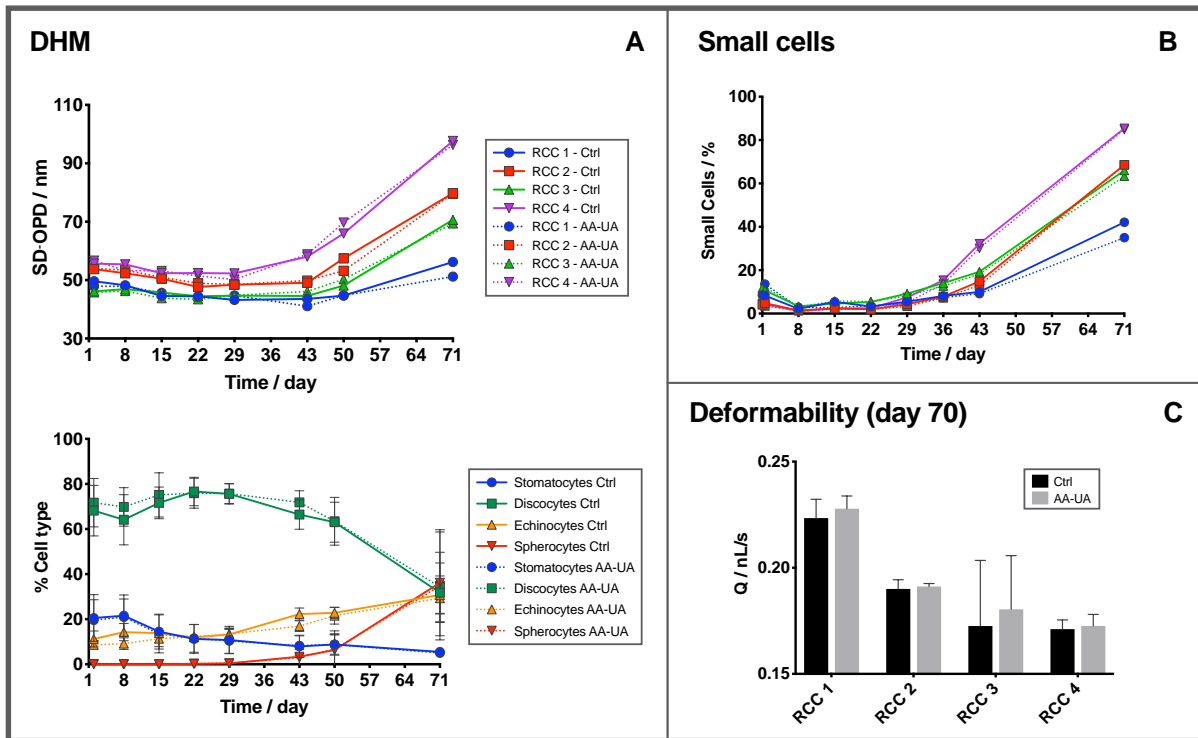 DHM
A
110
90
70
50
30
SD-OPD / nm
1 8 15 22 29 36 43 50 57 64 71
Time / day
RCC 1 - Ctrl
RCC 2 - Ctrl
RCC 3 - Ctrl
RCC 4 - Ctrl
RCC 1 - AA-UA
RCC 2 - AA-UA
RCC 3 - AA-UA
RCC 4 - AA-UA
100
80
60
40
20
0
% Cell type
1 8 15 22 29 36 43 50 57 64 71
Time / day
Stomatocytes Ctrl
Discocytes Ctrl
Echinocytes Ctrl
Spherocytes Ctrl
Stomatocytes AA-UA
Discocytes AA-UA
Echinocytes AA-UA
Spherocytes AA-UA
Small cells
B
100
80
60
40
20
0
Small Cells / %
1 8 15 22 29 36 43 50 57 64 71
Time / day
Deformability (day 70)
C
0.25
0.20
0.15
Q / nL/s
Ctrl
AA-UA
RCC 1
RCC 2
RCC 3
RCC 4